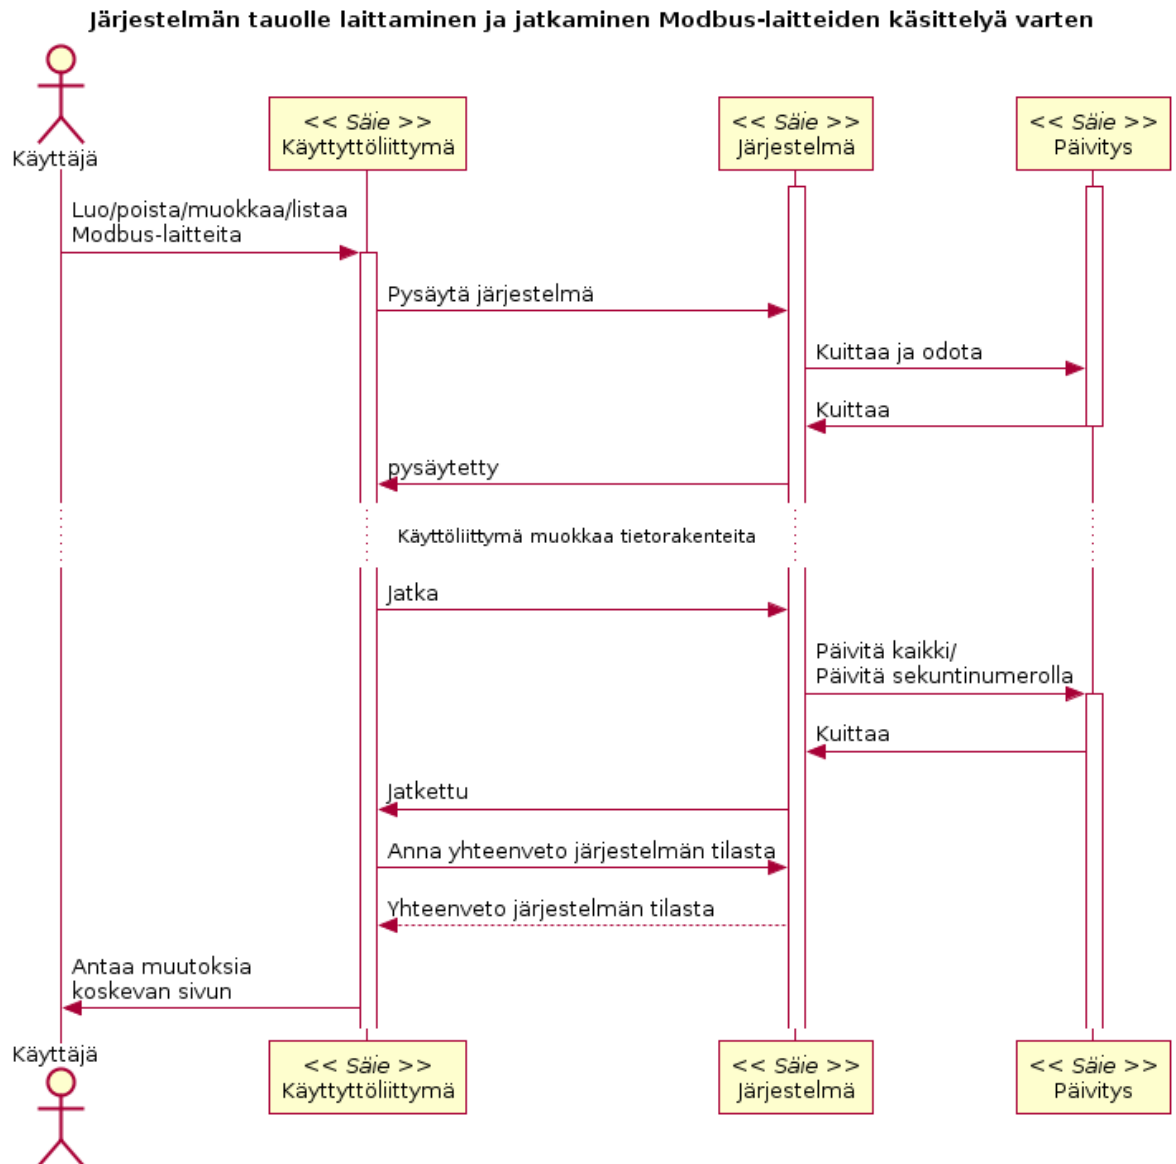 Järjestelmän tauolle laittaminen ja jatkaminen Modbus-laitteiden käsittelyä varten
Käyttäjä
<< Säie >>
Käyttyttöliittymä
<< Säie >>
Järjestelmä
<< Säie >>
Päivitys
Luo/poista/muokkaa/listaa
Modbus-laitteita
Pysäytä järjestelmä
Kuittaa ja odota
Kuittaa
pysäytetty
Käyttöliittymä muokkaa tietorakenteita
Jatka
Päivitä kaikki/
Päivitä sekuntinumerolla
Kuittaa
Jatkettu
Anna yhteenveto järjestelmän tilasta
Yhteenveto järjestelmän tilasta
Antaa muutoksia
koskevan sivun
Käyttäjä
<< Säie >>
Käyttyttöliittymä
<< Säie >>
Järjestelmä
<< Säie >>
Päivitys